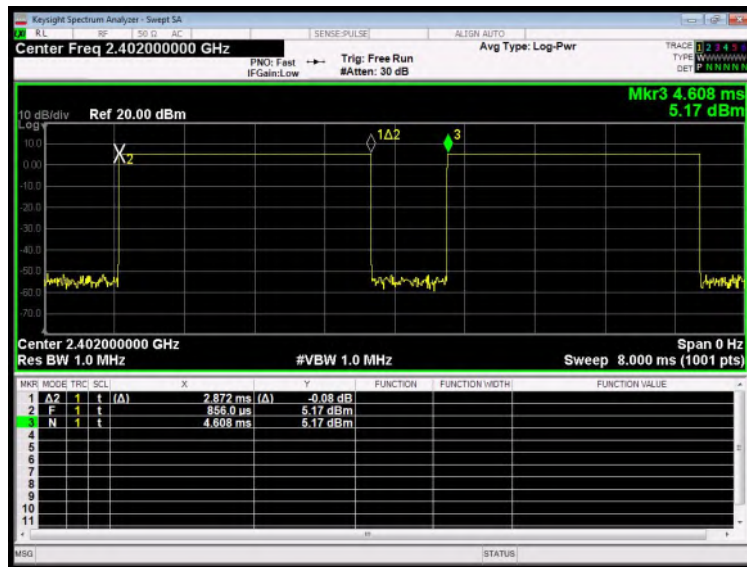 Keysight Spectrum Analyzer - Swept SA
RL RF 50 Ω AC SENSE:PULSE ALIGN AUTO
Center Freq 2.402000000 GHz
PNO: Fast
IFGain:Low
Trig: Free Run
#Atten: 30 dB
Avg Type: Log-Pwr
TRACE 1 2 3 4 5 6
TYPE WWWWWW
DET P N N N N N
Mkr3 4.608 ms
5.17 dBm
10 dB/div Ref 20.00 dBm
Log
10.0
0.00
-10.0
-20.0
-30.0
-40.0
-50.0
-60.0
-70.0
2
1Δ2
3
Center 2.402000000 GHz Span 0 Hz
Res BW 1.0 MHz #VBW 1.0 MHz Sweep 8.000 ms (1001 pts)
MKR MODE TRC SCL X Y FUNCTION FUNCTION WIDTH FUNCTION VALUE
1 Δ2 1 t (Δ) 2.872 ms (Δ) -0.08 dB
2 F 1 t 856.0 µs 5.17 dBm
3 N 1 t 4.608 ms 5.17 dBm
4
5
6
7
8
9
10
11
MSG STATUS